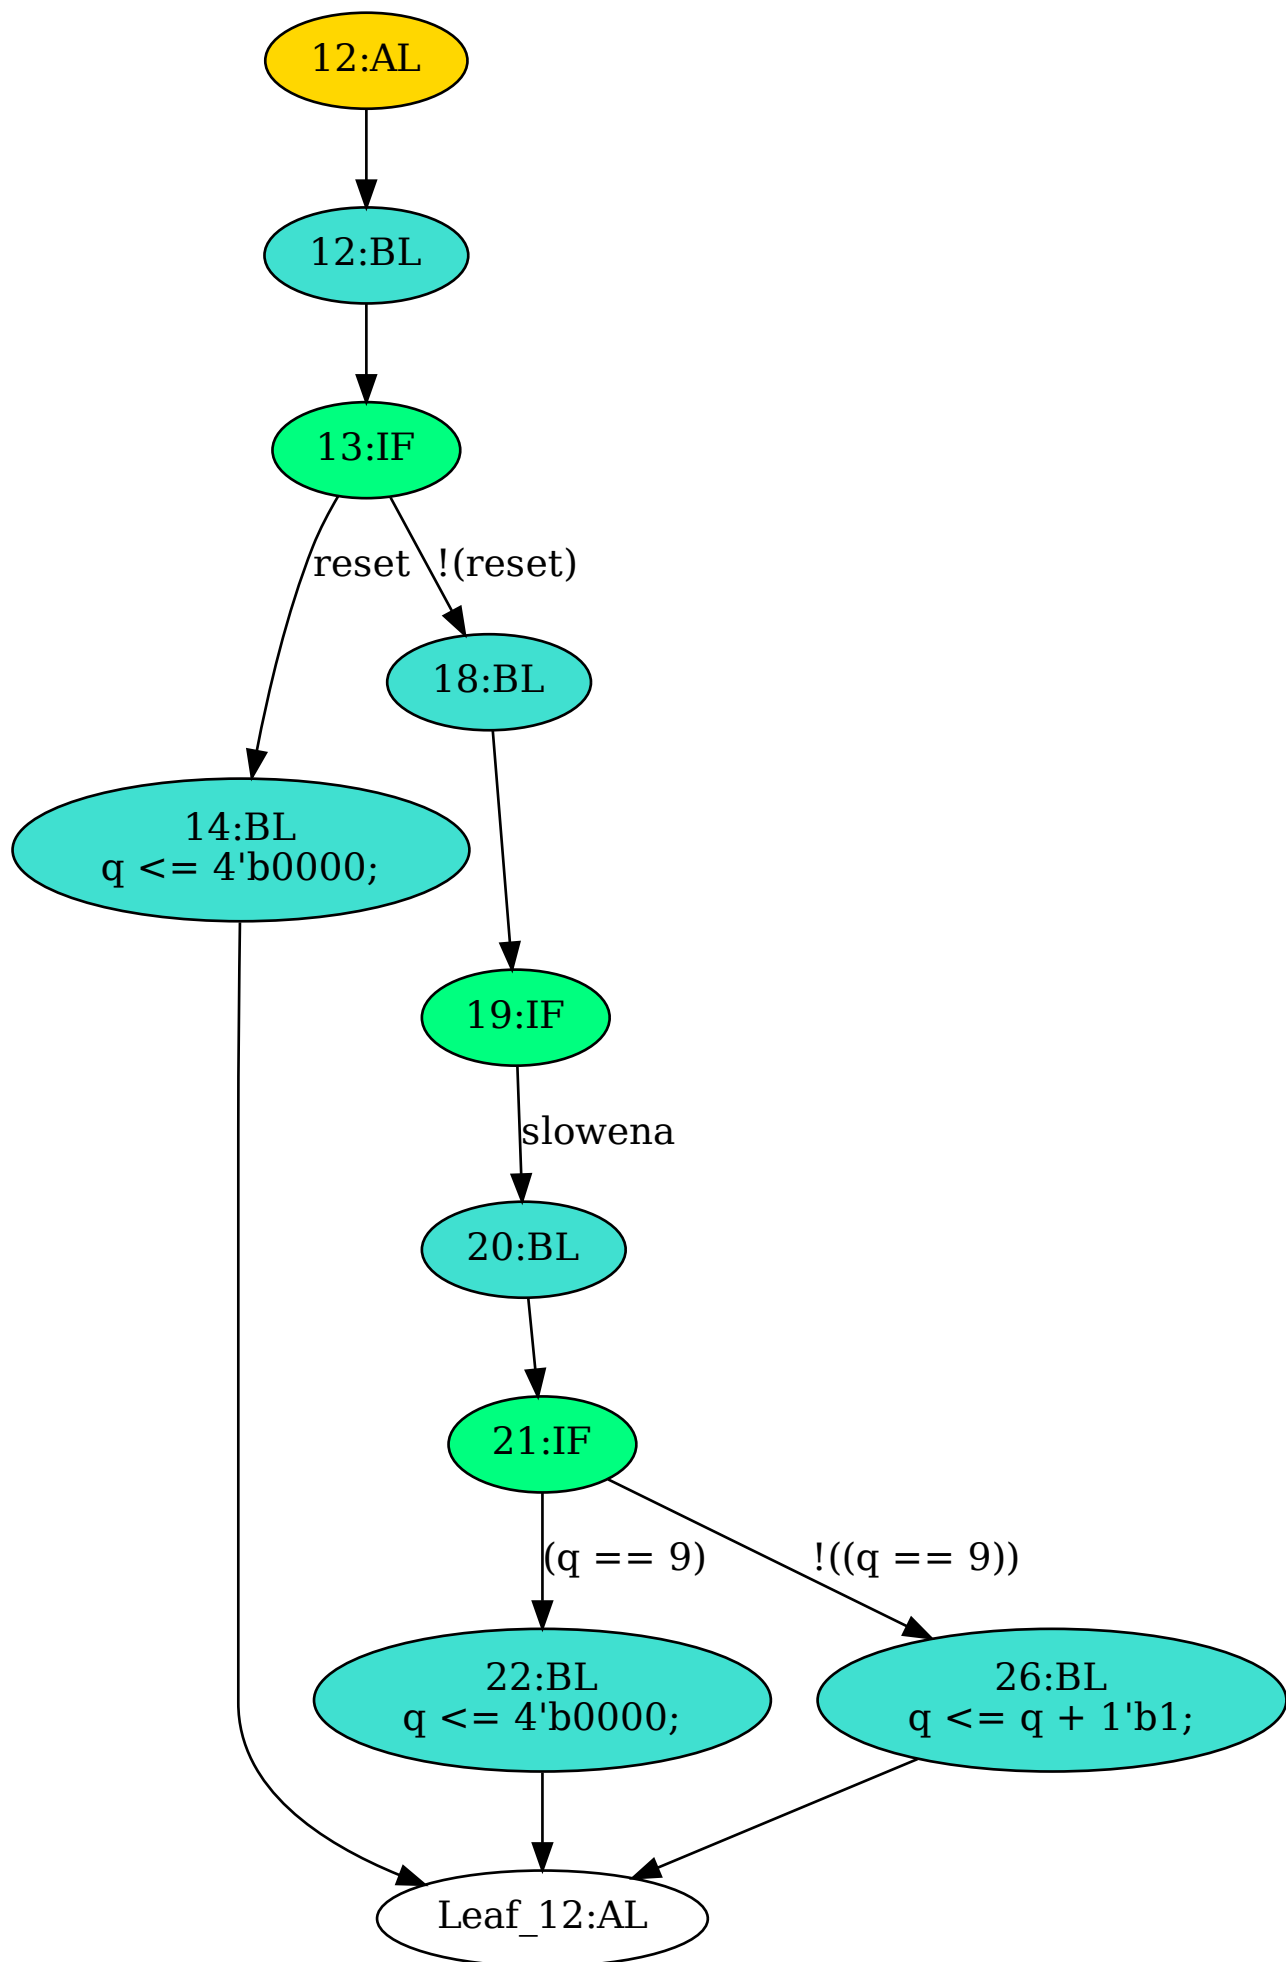 12:AL
12:BL
13:IF
reset
!(reset)
18:BL
14:BL
q <= 4'b0000;
19:IF
slowena
20:BL
21:IF
(q == 9)
!((q == 9))
22:BL
q <= 4'b0000;
26:BL
q <= q + 1'b1;
Leaf_12:AL